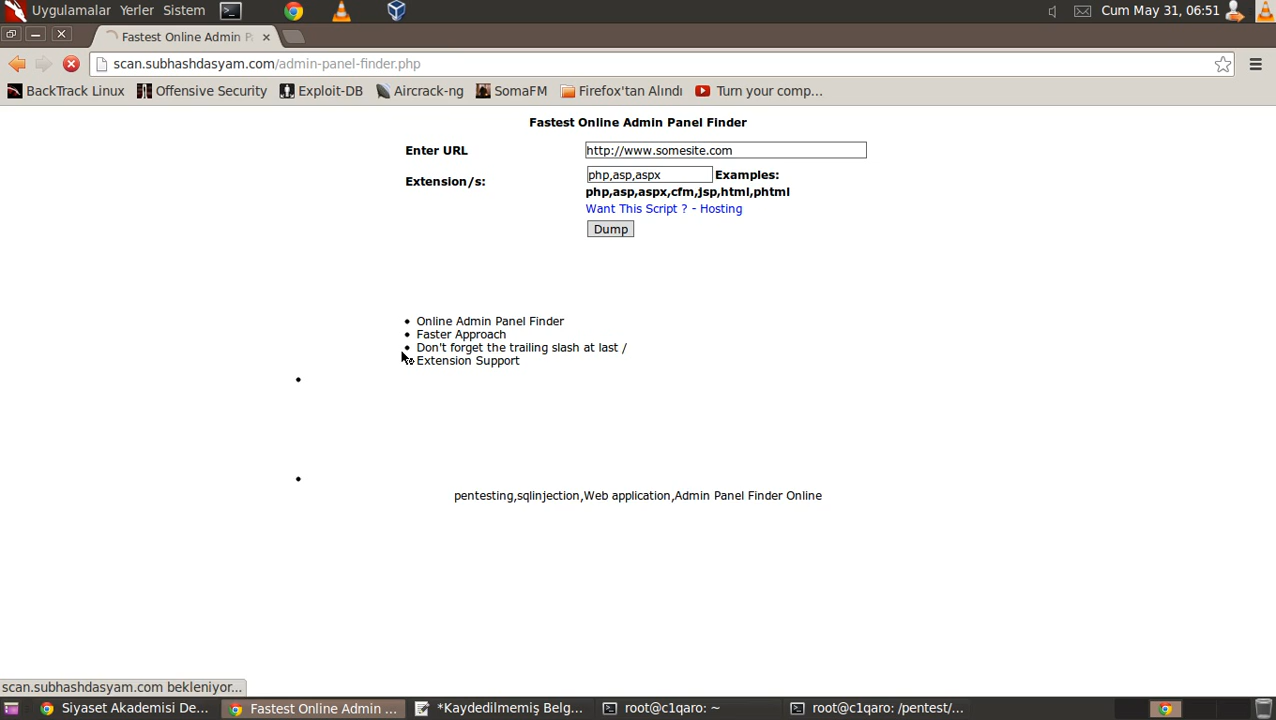 Uygulamalar Yerler Sistem
Cum May 31, 06:51
Fastest Online Admin P
scan.subhashdasyam.com/admin-panel-finder.php
BackTrack Linux Offensive Security Exploit-DB Aircrack-ng SomaFM Firefox'tan Alındı Turn your comp...
Fastest Online Admin Panel Finder
Enter URL http://www.somesite.com
Extension/s: php,asp,aspx Examples:
php,asp,aspx,cfm,jsp,html,phtml
Want This Script ? - Hosting
Dump
Online Admin Panel Finder
Faster Approach
Don't forget the trailing slash at last /
Extension Support
pentesting,sqlinjection,Web application,Admin Panel Finder Online
scan.subhashdasyam.com bekleniyor...
Siyaset Akademisi De... Fastest Online Admin ... *Kaydedilmemiş Belg... root@c1qaro: ~ root@c1qaro: /pentest/...